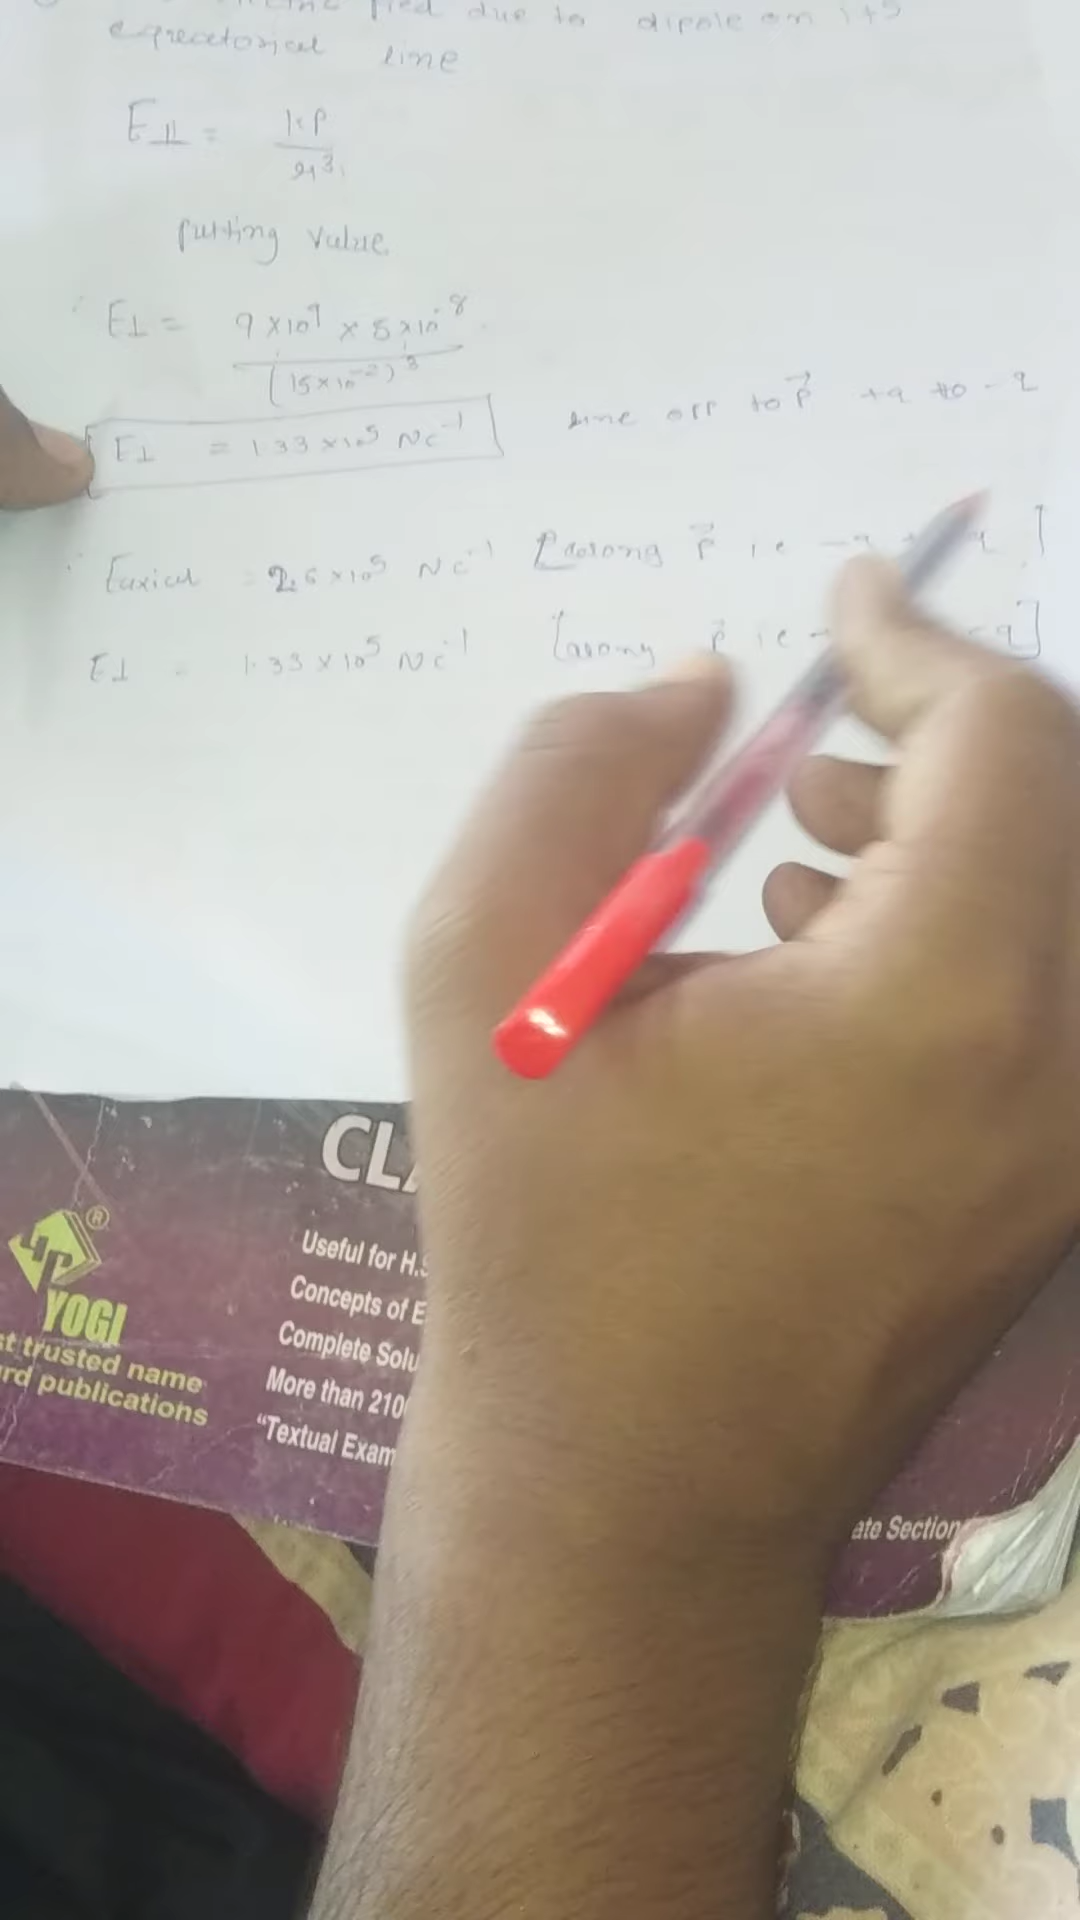 due to dipole on its
equcetorical line
E⊥ = kp
r³
putting value
E⊥ = 9×10⁹ × 5×10⁻⁸
(15×10⁻²)³
E⊥ = 1.33×10⁵ NC⁻¹ line opp to p⃗ +q to -q
Eaxical = 2.6×10⁵ NC⁻¹ [along p⃗ i.e -q
E⊥ = 1.33×10⁵ NC⁻¹ [along p⃗ i.e -q]
CL
YOGI
®
st trusted name
rd publications
Useful for H.S
Concepts of E
Complete Solu
More than 210
"Textual Exam
ate Section